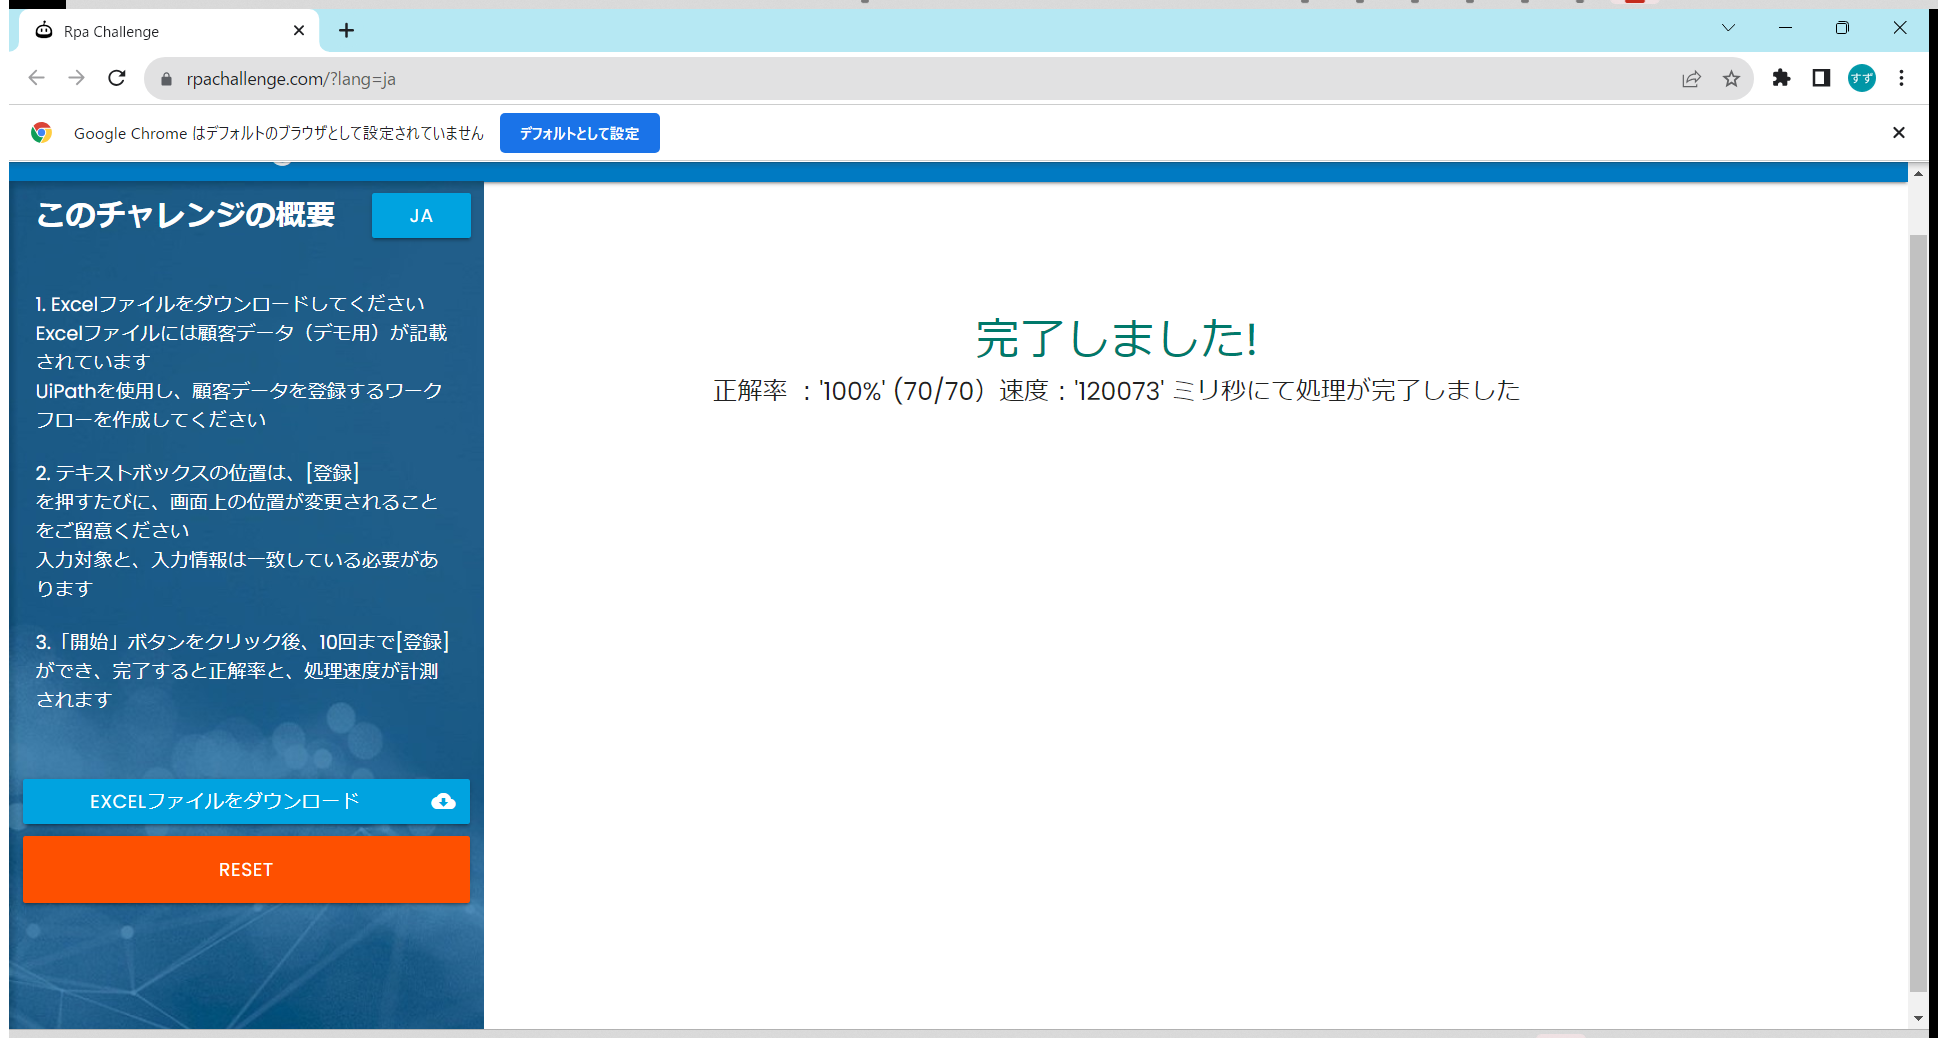 Rpa Challenge
rpachallenge.com/?lang=ja
すず
Google Chrome はデフォルトのブラウザとして設定されていません
デフォルトとして設定
このチャレンジの概要
JA
1. Excelファイルをダウンロードしてください
Excelファイルには顧客データ（デモ用）が記載
されています
UiPathを使用し、顧客データを登録するワーク
フローを作成してください
2. テキストボックスの位置は、[登録]
を押すたびに、画面上の位置が変更されること
をご留意ください
入力対象と、入力情報は一致している必要があ
ります
3.「開始」ボタンをクリック後、10回まで[登録]
ができ、完了すると正解率と、処理速度が計測
されます
EXCELファイルをダウンロード
RESET
完了しました!
正解率 ：'100%' (70/70）速度：'120073' ミリ秒にて処理が完了しました